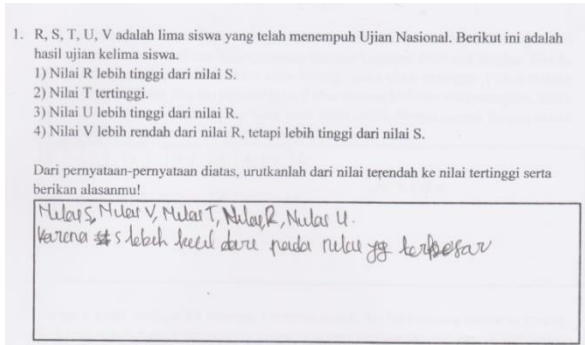 1. R, S, T, U, V adalah lima siswa yang telah menempuh Ujian Nasional. Berikut ini adalah
hasil ujian kelima siswa.
1) Nilai R lebih tinggi dari nilai S.
2) Nilai T tertinggi.
3) Nilai U lebih tinggi dari nilai R.
4) Nilai V lebih rendah dari nilai R, tetapi lebih tinggi dari nilai S.
Dari pernyataan-pernyataan diatas, urutkanlah dari nilai terendah ke nilai tertinggi serta
berikan alasanmu!
Nilai S, Nilai V, Nilai T, Nilai R, Nilai U.
Karena S lebih kecil dari pada nilai yg terbesar